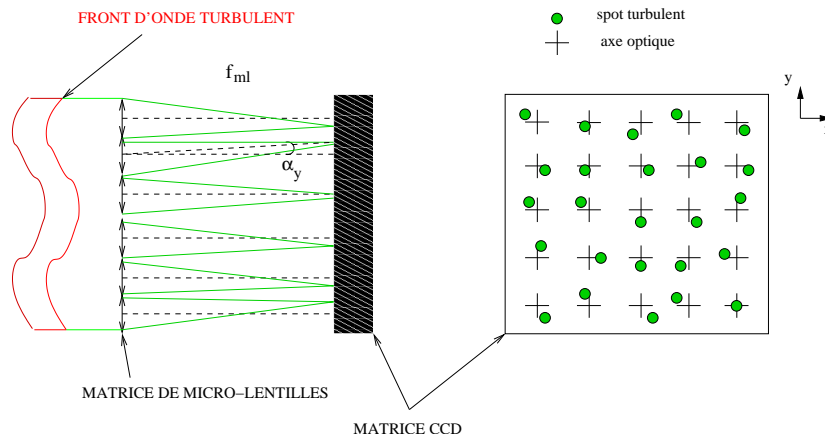 FRONT D'ONDE TURBULENT
spot turbulent
axe optique
f_ml
y
α_y
MATRICE DE MICRO−LENTILLES
MATRICE CCD